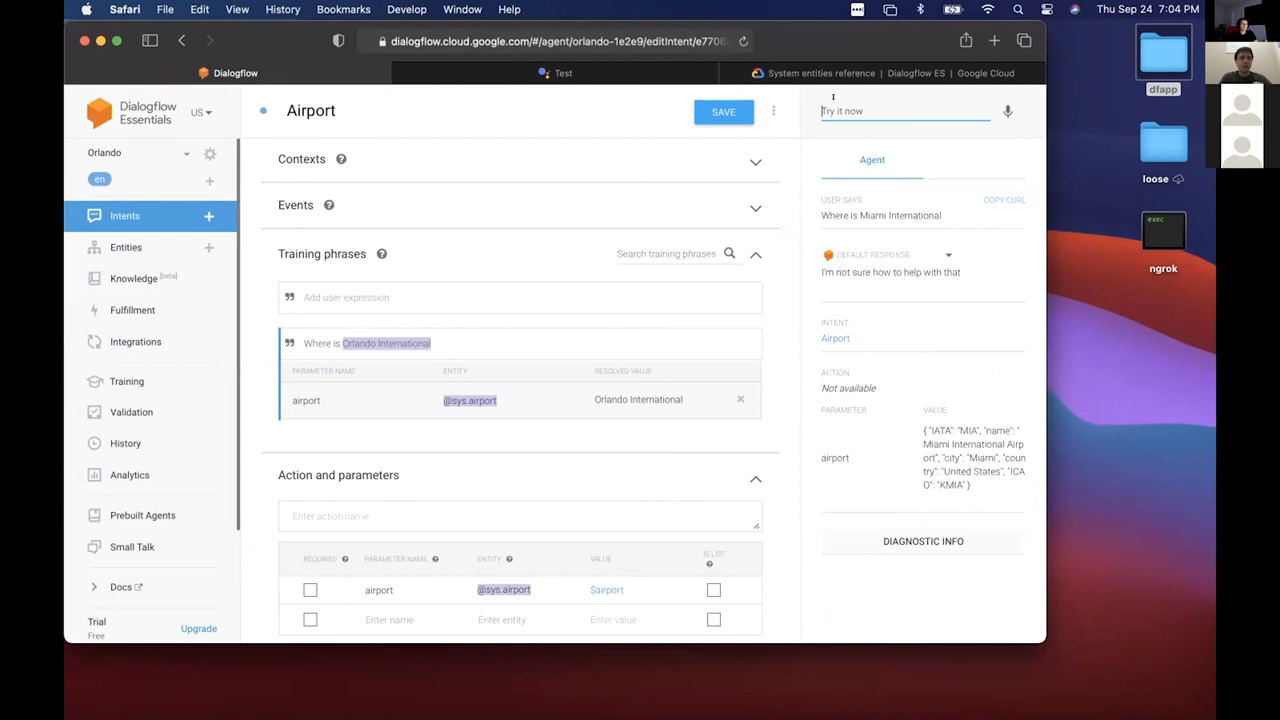 Safari File Edit View History Bookmarks Develop Window Help Thu Sep 24 7:04 PM
dialogflow.cloud.google.com/#/agent/orlando-1e2e9/editIntent/e7706
Dialogflow Test System entities reference | Dialogflow ES | Google Cloud
Dialogflow
Essentials
US
Orlando
en
Intents
Entities
Knowledge [beta]
Fulfillment
Integrations
Training
Validation
History
Analytics
Prebuilt Agents
Small Talk
Docs
Trial
Free
Upgrade
Airport
SAVE
Contexts
Events
Training phrases
Search training phrases
Add user expression
Where is Orlando International
PARAMETER NAME ENTITY RESOLVED VALUE
airport @sys.airport Orlando International
Action and parameters
Enter action name
REQUIRED PARAMETER NAME ENTITY VALUE IS LIST
airport @sys.airport $airport
Enter name Enter entity Enter value
Try it now
Agent
USER SAYS COPY CURL
Where is Miami International
DEFAULT RESPONSE
I'm not sure how to help with that
INTENT
Airport
ACTION
Not available
PARAMETER VALUE
airport
{ "IATA": "MIA", "name": "
Miami International Airp
ort", "city": "Miami", "coun
try": "United States", "ICA
O": "KMIA" }
DIAGNOSTIC INFO
dfapp
loose
exec
ngrok